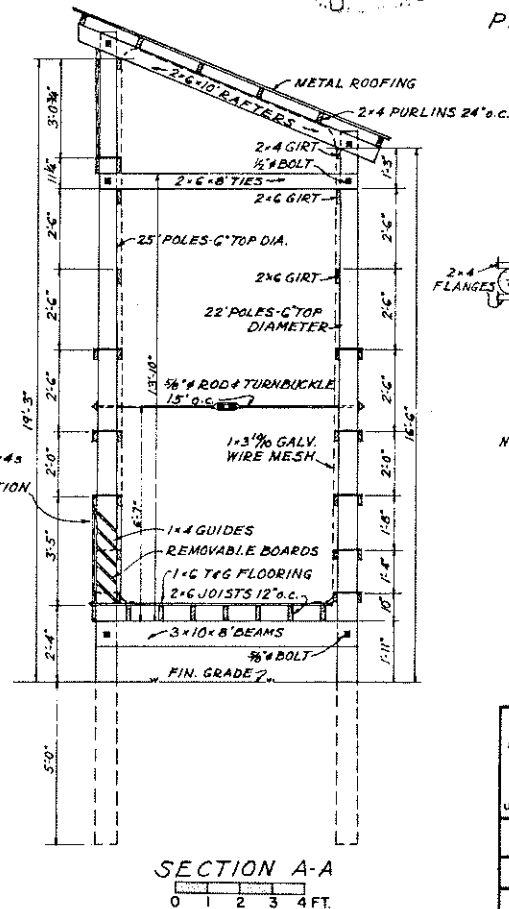 P
METAL ROOFING
2×6×10' RAFTERS
2×4 PURLINS 24" o.c.
3'-0¾"
2×4 GIRT
½"ϕ BOLT
11¼"
2×6×8' TIES
1'-3"
2×6 GIRT
2'-6"
25' POLES-6" TOP DIA.
2'-6"
2×6 GIRT
2×4
FLANGES
2'-6"
22' POLES-6" TOP
DIAMETER
2'-6"
13'-10"
2'-6"
⅝"ϕ ROD & TURNBUCKLE
15' o.c.
2'-6"
19'-3"
16'-6"
×4s
TION
2'-0"
1×3 19/10 GALV.
WIRE MESH
2'-0"
N
6'-7"
3'-5"
1×4 GUIDES
1'-8"
REMOVABLE BOARDS
1×6 T&G FLOORING
1'-4"
2×6 JOISTS 12" o.c.
10"
2'-4"
3×10×8' BEAMS
⅝"ϕ BOLT
1'-11"
FIN. GRADE
5'-0"
SECTION A-A
0 1 2 3 4 FT.